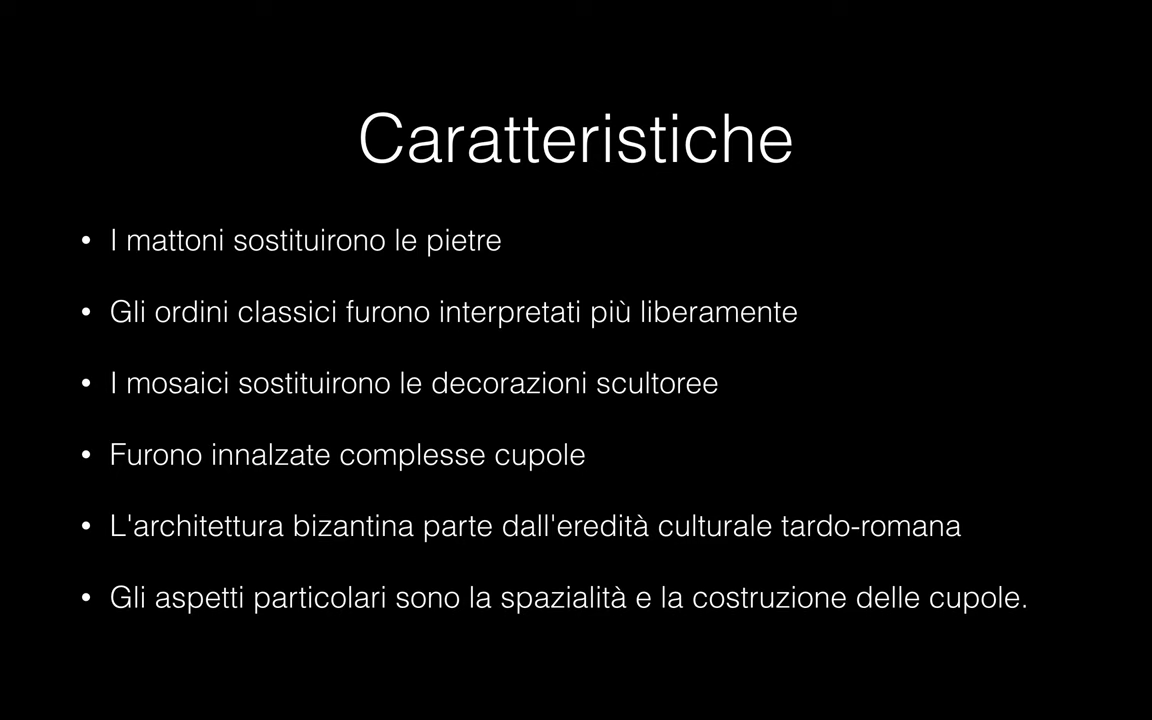 Caratteristiche
• I mattoni sostituirono le pietre
• Gli ordini classici furono interpretati più liberamente
• I mosaici sostituirono le decorazioni scultoree
• Furono innalzate complesse cupole
• L'architettura bizantina parte dall'eredità culturale tardo-romana
• Gli aspetti particolari sono la spazialità e la costruzione delle cupole.